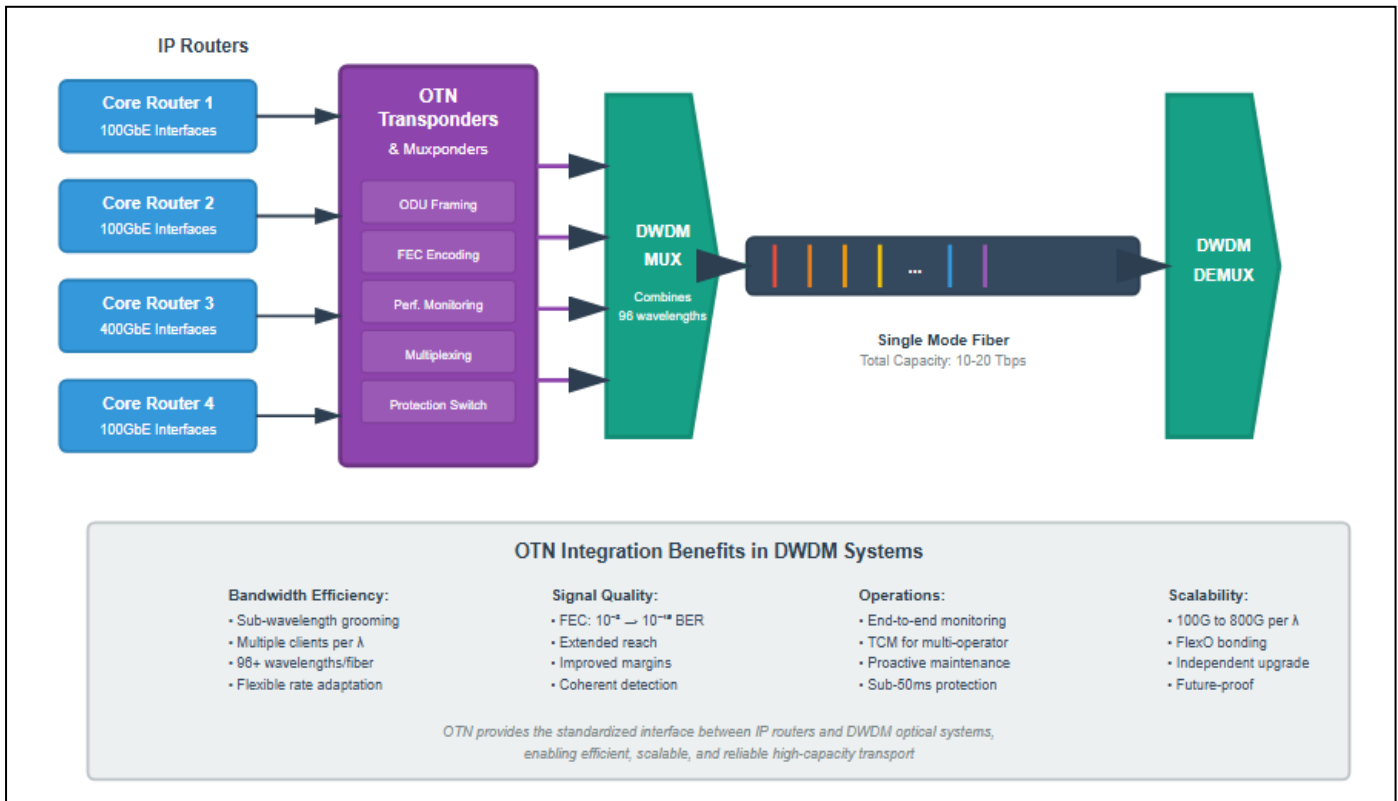 IP Routers
Core Router 1
100GbE Interfaces
Core Router 2
100GbE Interfaces
Core Router 3
400GbE Interfaces
Core Router 4
100GbE Interfaces
OTN
Transponders
& Muxponders
ODU Framing
FEC Encoding
Perf. Monitoring
Multiplexing
Protection Switch
DWDM
MUX
Combines
96 wavelengths
...
Single Mode Fiber
Total Capacity: 10-20 Tbps
DWDM
DEMUX
OTN Integration Benefits in DWDM Systems
Bandwidth Efficiency:
• Sub-wavelength grooming
• Multiple clients per λ
• 96+ wavelengths/fiber
• Flexible rate adaptation
Signal Quality:
• FEC: → BER
• Extended reach
• Improved margins
• Coherent detection
Operations:
• End-to-end monitoring
• TCM for multi-operator
• Proactive maintenance
• Sub-50ms protection
Scalability:
• 100G to 800G per λ
• FlexO bonding
• Independent upgrade
• Future-proof
OTN provides the standardized interface between IP routers and DWDM optical systems,
enabling efficient, scalable, and reliable high-capacity transport